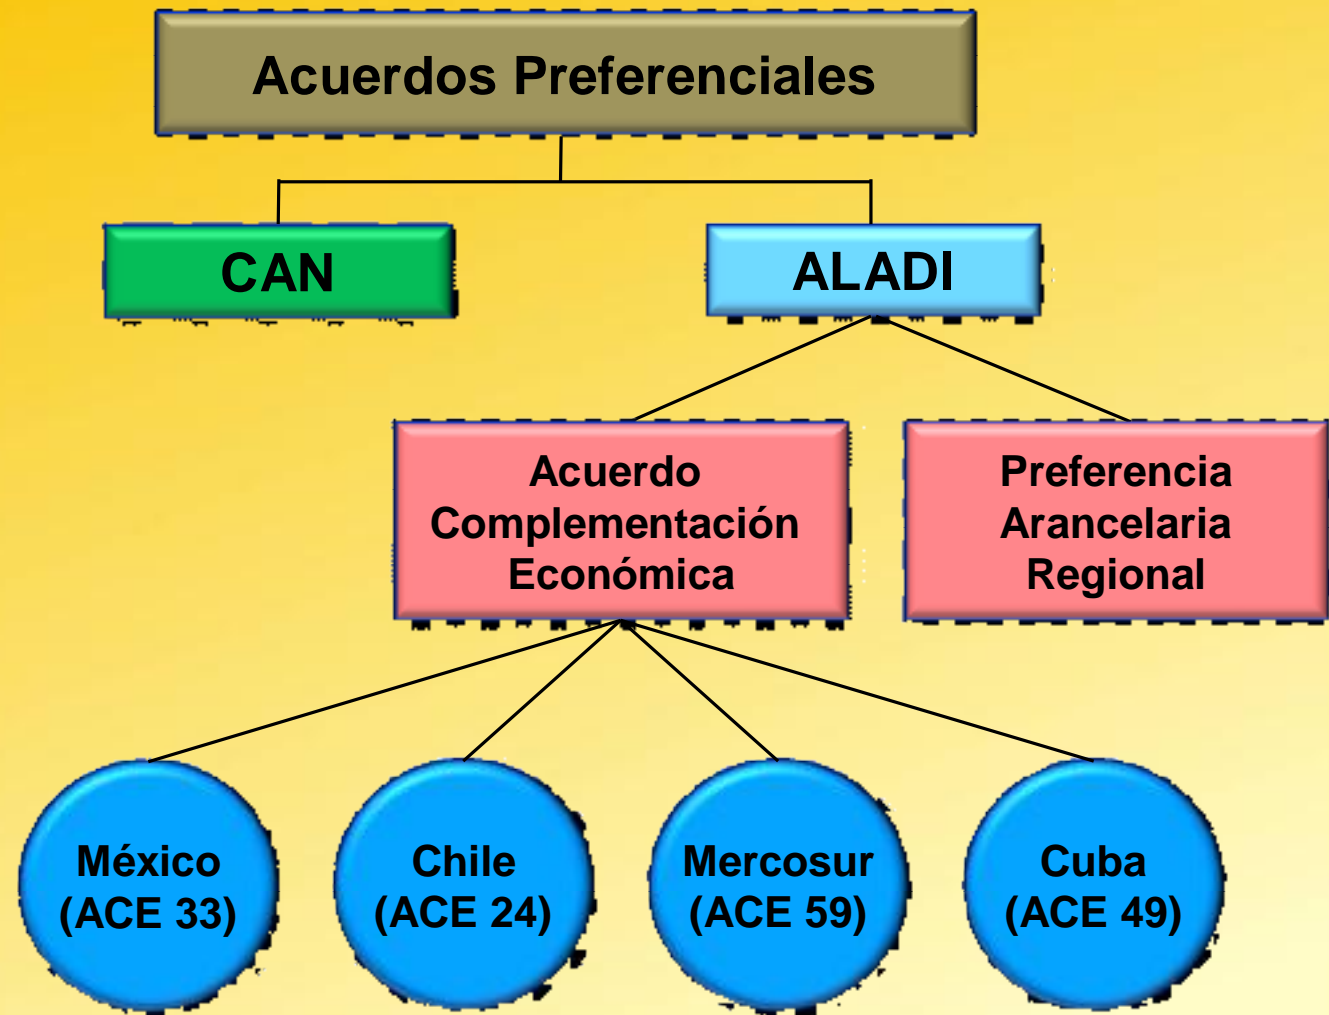 Acuerdos Preferenciales
CAN
ALADI
Acuerdo
Complementación
Económica
Preferencia
Arancelaria
Regional
México
(ACE 33)
Chile
(ACE 24)
Mercosur
(ACE 59)
Cuba
(ACE 49)